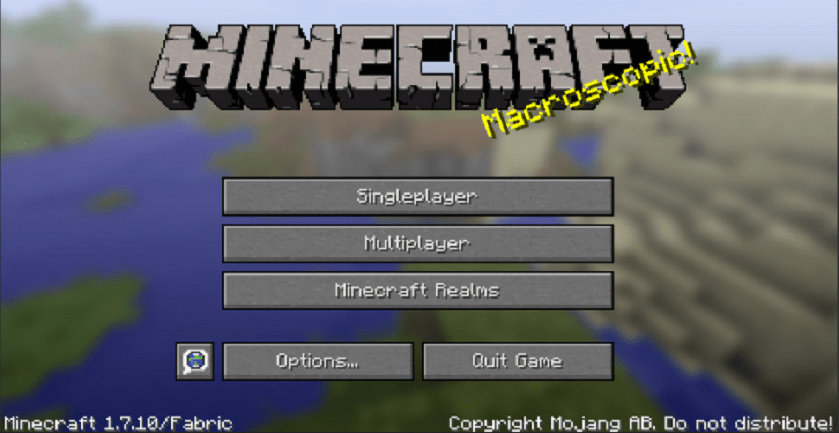 MINECRAFT
Macroscopic!
Singleplayer
Multiplayer
Minecraft Realms
Options...
Quit Game
Minecraft 1.7.10/Fabric
Copyright Mojang AB. Do not distribute!